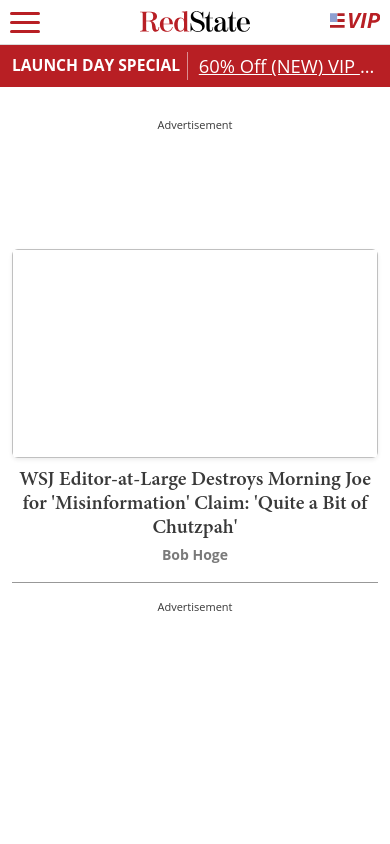 RedState
VIP
LAUNCH DAY SPECIAL
60% Off (NEW) VIP ...
Advertisement
WSJ Editor-at-Large Destroys Morning Joe
for 'Misinformation' Claim: 'Quite a Bit of
Chutzpah'
Bob Hoge
Advertisement